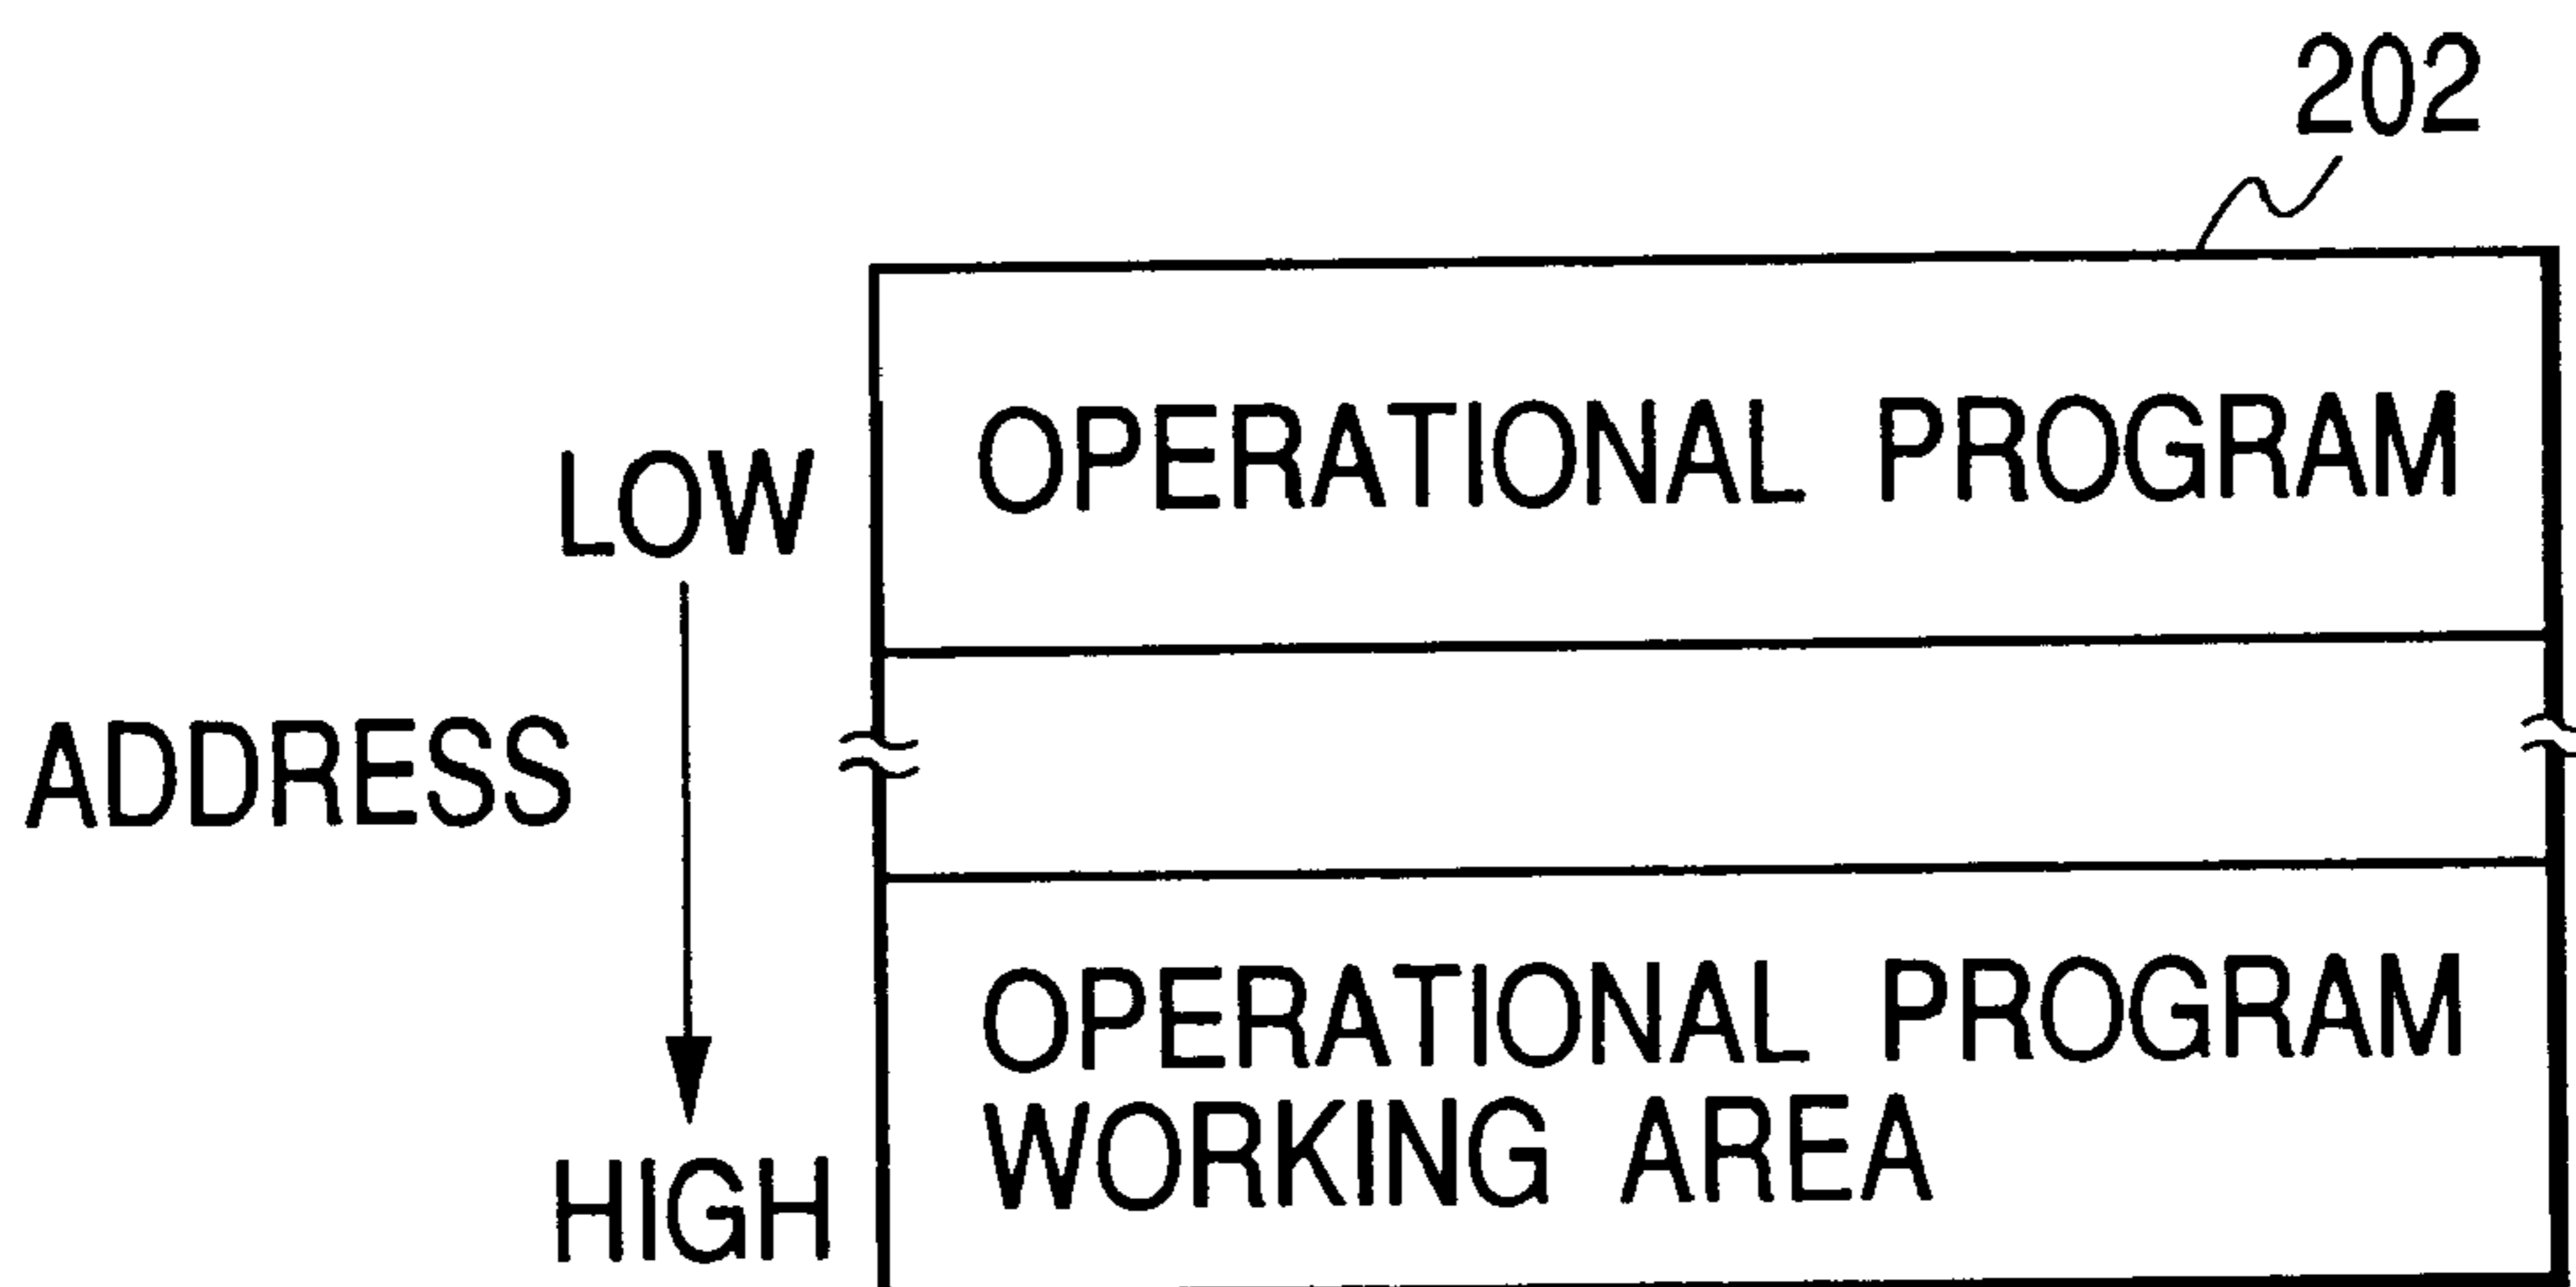 202
OPERATIONAL PROGRAM
LOW
ADDRESS
OPERATIONAL PROGRAM
WORKING AREA
HIGH